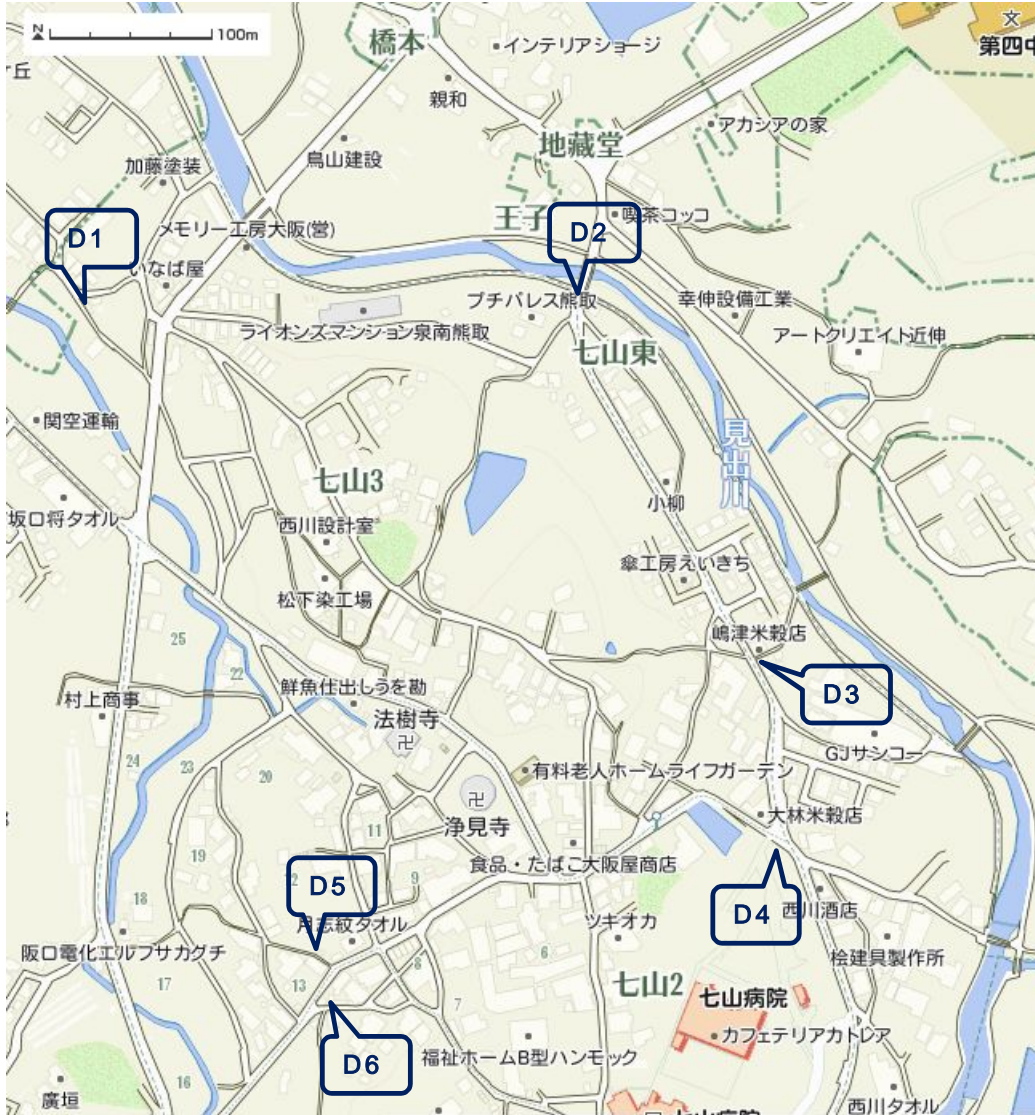 N 100m
橋本
インテリアショージ
文
第四中
ケ丘
親和
アカシアの家
地蔵堂
鳥山建設
加藤塗装
王子
喫茶コッコ
D1
メモリー工房大阪(営)
D2
いなば屋
プチパレス熊取
幸伸設備工業
ライオンズマンション泉南熊取
アートクリエイト近伸
七山東
関空運輸
見出川
七山3
小柳
坂口将タオル
西川設計室
傘工房えいきち
松下染工場
嶋津米穀店
25
22
鮮魚仕出しうを勘
D3
村上商事
法樹寺
GJサンコー
24
23
20
有料老人ホームライフガーデン
浄見寺
大林米穀店
11
19
食品・たばこ大阪屋商店
9
D5
18
D4
西川酒店
月志紋タオル
ツキオカ
阪口電化エルフサカグチ
6
桧建具製作所
8
17
13
七山2
七山病院
7
カフェテリアカトレア
D6
福祉ホームB型ハンモック
16
廣垣
西川タオル
七山病院